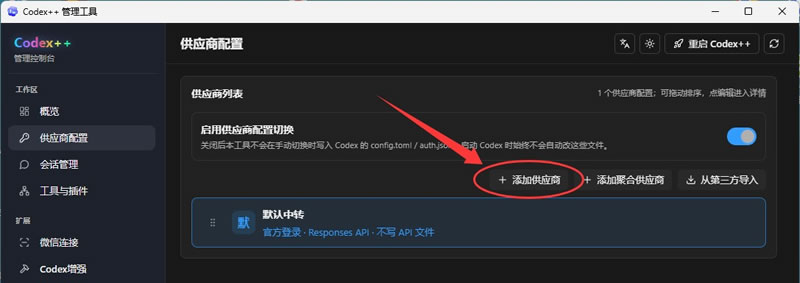 Codex++ 管理工具
Codex++
管理控制台
工作区
概览
供应商配置
会话管理
工具与插件
扩展
微信连接
Codex增强
供应商配置
重启 Codex++
供应商列表
1 个供应商配置；可拖动排序，点编辑进入详情
启用供应商配置切换
关闭后本工具不会在手动切换时写入 Codex 的 config.toml / auth.json，启动 Codex 时始终不会自动改这些文件。
+ 添加供应商
+ 添加聚合供应商
从第三方导入
默
默认中转
官方登录 · Responses API · 不写 API 文件